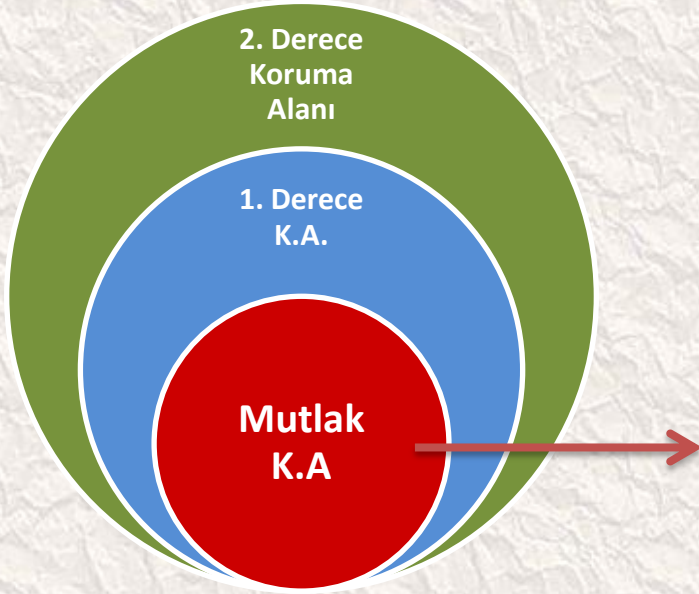 2. Derece
Koruma
Alanı
1. Derece
K.A.
Mutlak
K.A